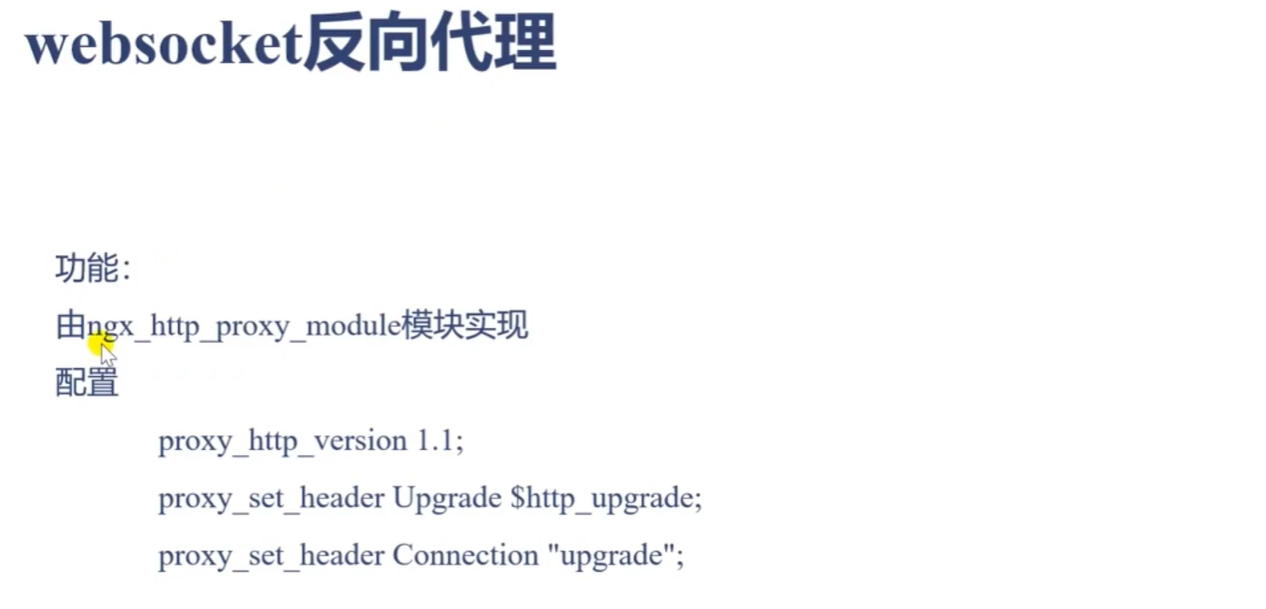 websocket反向代理
功能：
由ngx_http_proxy_module模块实现
配置
proxy_http_version 1.1;
proxy_set_header Upgrade $http_upgrade;
proxy_set_header Connection "upgrade";